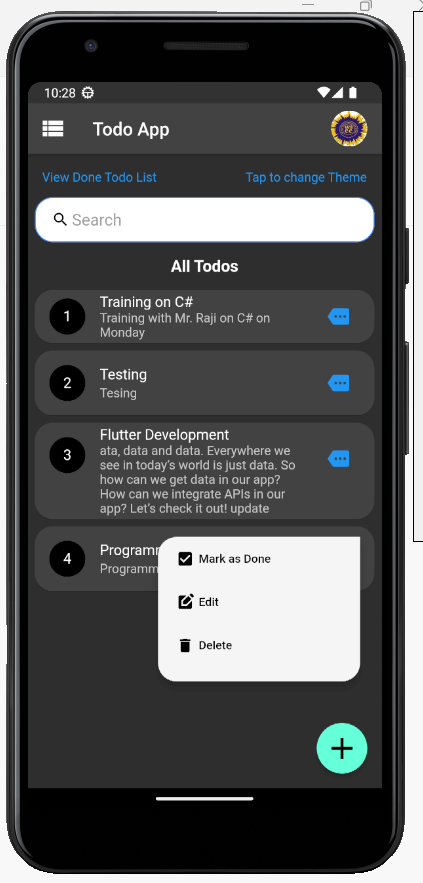 10:28
Todo App
View Done Todo List
Tap to change Theme
Search
All Todos
1
Training on C#
Training with Mr. Raji on C# on
Monday
2
Testing
Tesing
3
Flutter Development
ata, data and data. Everywhere we
see in today's world is just data. So
how can we get data in our app?
How can we integrate APIs in our
app? Let's check it out! update
4
Mark as Done
Edit
Delete